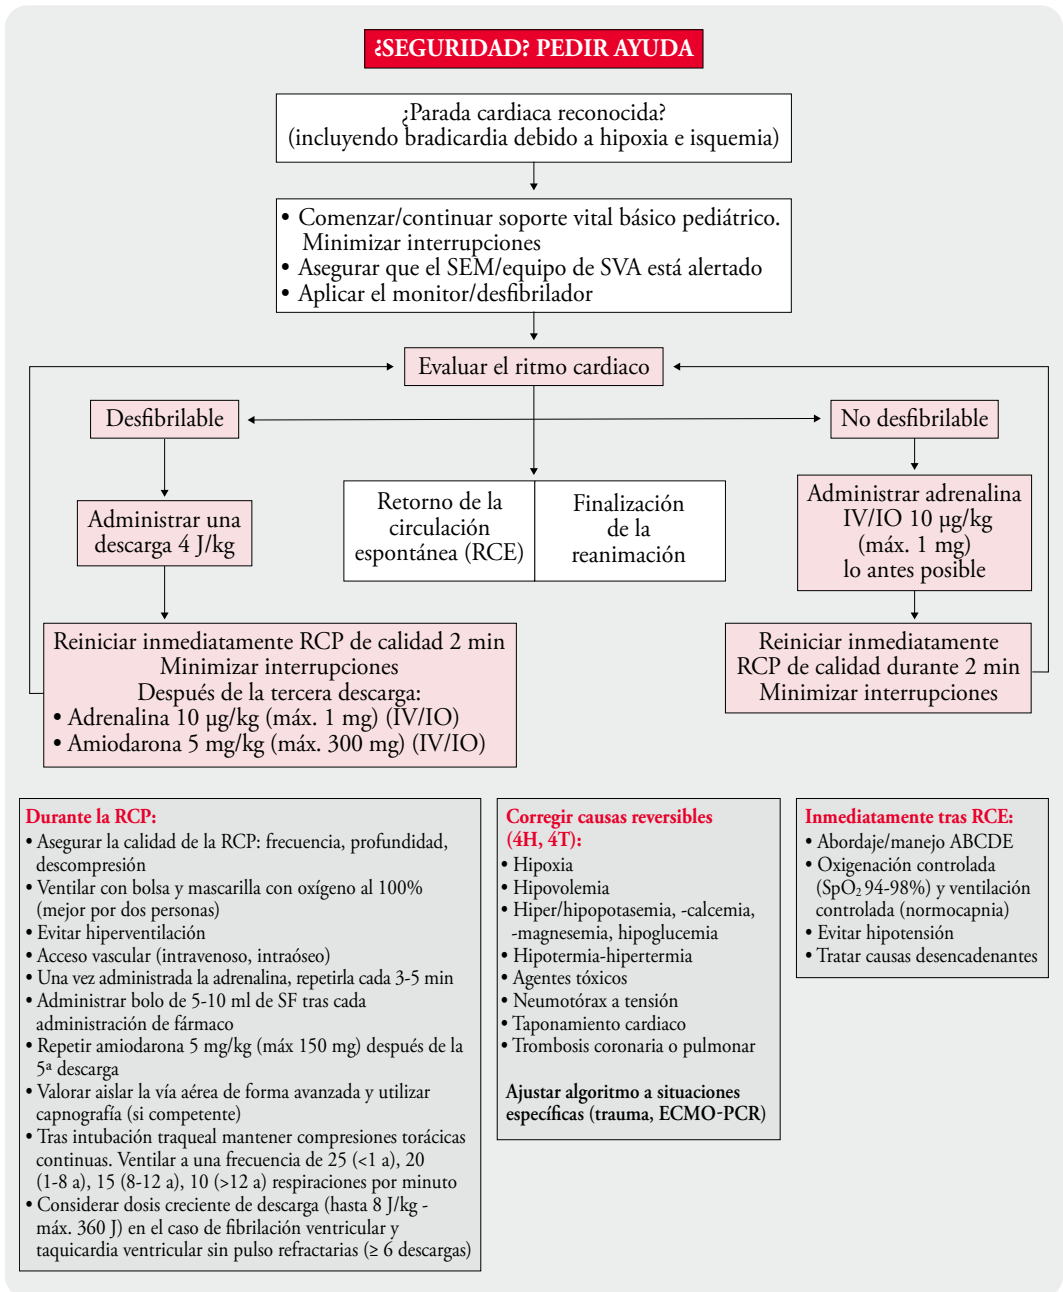 ¿SEGURIDAD? PEDIR AYUDA
¿Parada cardiaca reconocida?
(incluyendo bradicardia debido a hipoxia e isquemia)
• Comenzar/continuar soporte vital básico pediátrico.
Minimizar interrupciones
• Asegurar que el SEM/equipo de SVA está alertado
• Aplicar el monitor/desfibrilador
Evaluar el ritmo cardiaco
Desfibrilable
No desfibrilable
Administrar una
descarga 4 J/kg
Retorno de la
circulación
espontánea (RCE)
Finalización
de la
reanimación
Administrar adrenalina
IV/IO 10 µg/kg
(máx. 1 mg)
lo antes posible
Reiniciar inmediatamente RCP de calidad 2 min
Minimizar interrupciones
Después de la tercera descarga:
• Adrenalina 10 µg/kg (máx. 1 mg) (IV/IO)
• Amiodarona 5 mg/kg (máx. 300 mg) (IV/IO)
Reiniciar inmediatamente
RCP de calidad durante 2 min
Minimizar interrupciones
Durante la RCP:
• Asegurar la calidad de la RCP: frecuencia, profundidad,
descompresión
• Ventilar con bolsa y mascarilla con oxígeno al 100%
(mejor por dos personas)
• Evitar hiperventilación
• Acceso vascular (intravenoso, intraóseo)
• Una vez administrada la adrenalina, repetirla cada 3-5 min
• Administrar bolo de 5-10 ml de SF tras cada
administración de fármaco
• Repetir amiodarona 5 mg/kg (máx 150 mg) después de la
5ª descarga
• Valorar aislar la vía aérea de forma avanzada y utilizar
capnografía (si competente)
• Tras intubación traqueal mantener compresiones torácicas
continuas. Ventilar a una frecuencia de 25 (<1 a), 20
(1-8 a), 15 (8-12 a), 10 (>12 a) respiraciones por minuto
• Considerar dosis creciente de descarga (hasta 8 J/kg -
máx. 360 J) en el caso de fibrilación ventricular y
taquicardia ventricular sin pulso refractarias (≥ 6 descargas)
Corregir causas reversibles
(4H, 4T):
• Hipoxia
• Hipovolemia
• Hiper/hipopotasemia, -calcemia,
-magnesemia, hipoglucemia
• Hipotermia-hipertermia
• Agentes tóxicos
• Neumotórax a tensión
• Taponamiento cardiaco
• Trombosis coronaria o pulmonar
Ajustar algoritmo a situaciones
específicas (trauma, ECMO-PCR)
Inmediatamente tras RCE:
• Abordaje/manejo ABCDE
• Oxigenación controlada
(SpO₂ 94-98%) y ventilación
controlada (normocapnia)
• Evitar hipotensión
• Tratar causas desencadenantes